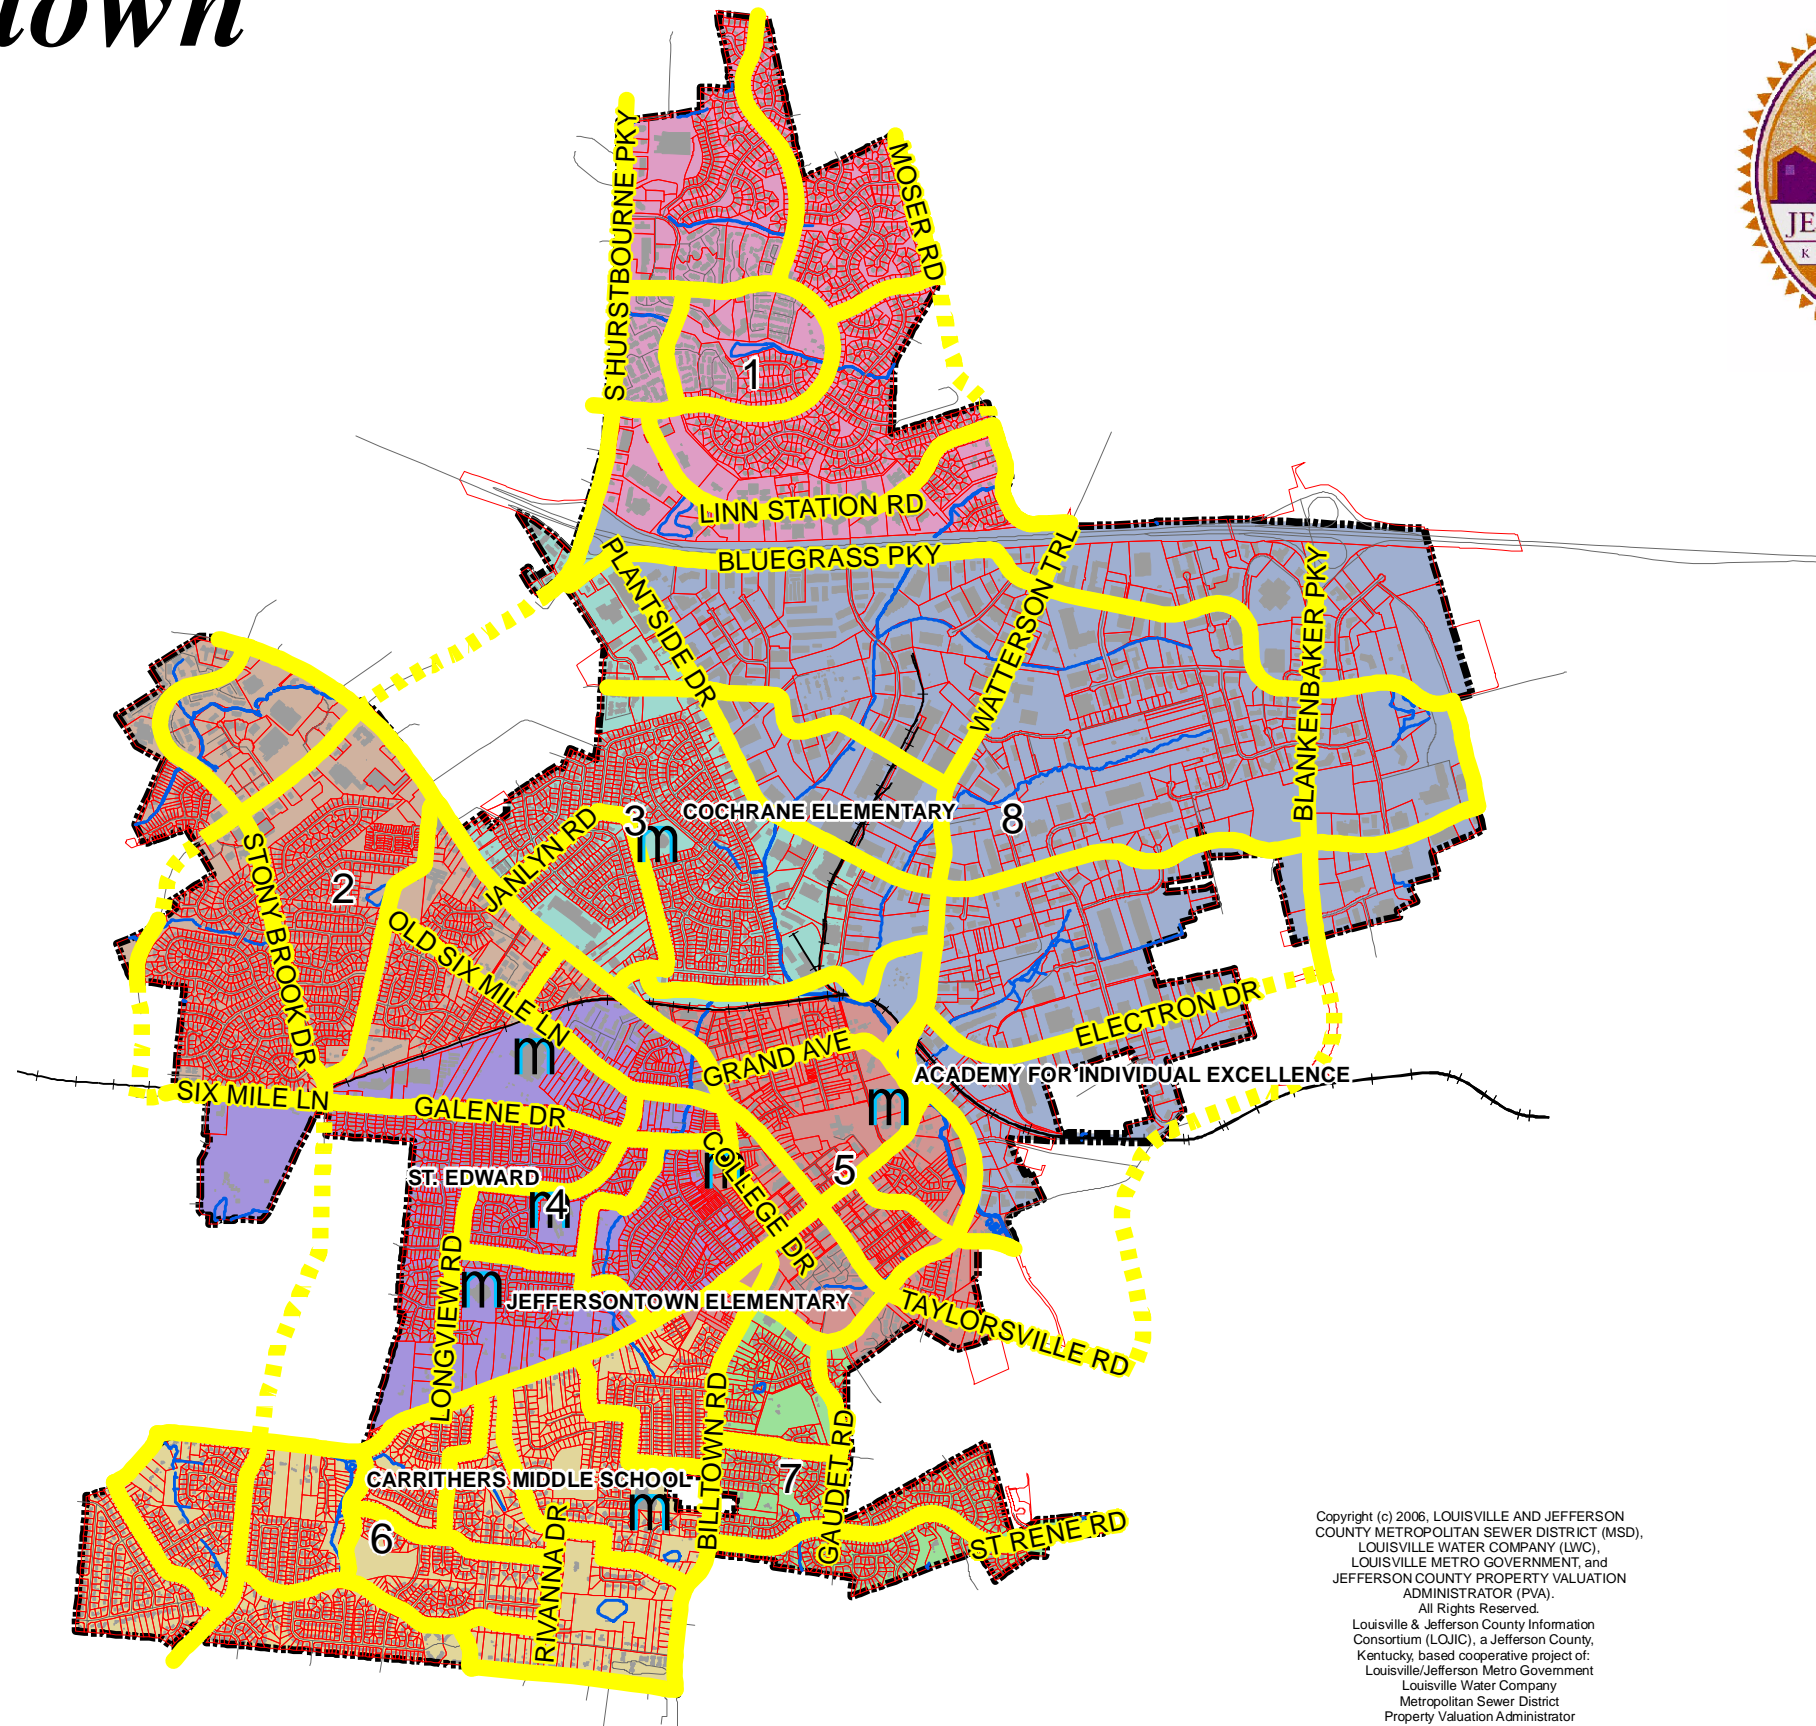 town
S HURSTBOURNE PKY
MOSER RD
JE
K
1
LINN STATION RD
PLANTSIDE DR
BLUEGRASS PKY
WATTERSON TRL
BLANKENBAKER PKY
3
COCHRANE ELEMENTARY
8
m
JANLYN RD
STONY BROOK DR
2
OLD SIX MILE LN
m
GRAND AVE
ELECTRON DR
ACADEMY FOR INDIVIDUAL EXCELLENCE
m
SIX MILE LN
GALENE DR
COLLEGE DR
ST. EDWARD
5
m
4
LONGVIEW RD
m
JEFFERSONTOWN ELEMENTARY
TAYLORSVILLE RD
BILLTOWN RD
GAUDET RD
CARRITHERS MIDDLE SCHOOL
7
m
6
RIVANNA DR
ST RENE RD
Copyright (c) 2006, LOUISVILLE AND JEFFERSON
COUNTY METROPOLITAN SEWER DISTRICT (MSD),
LOUISVILLE WATER COMPANY (LWC),
LOUISVILLE METRO GOVERNMENT, and
JEFFERSON COUNTY PROPERTY VALUATION
ADMINISTRATOR (PVA).
All Rights Reserved.
Louisville & Jefferson County Information
Consortium (LOJIC), a Jefferson County,
Kentucky, based cooperative project of:
Louisville/Jefferson Metro Government
Louisville Water Company
Metropolitan Sewer District
Property Valuation Administrator